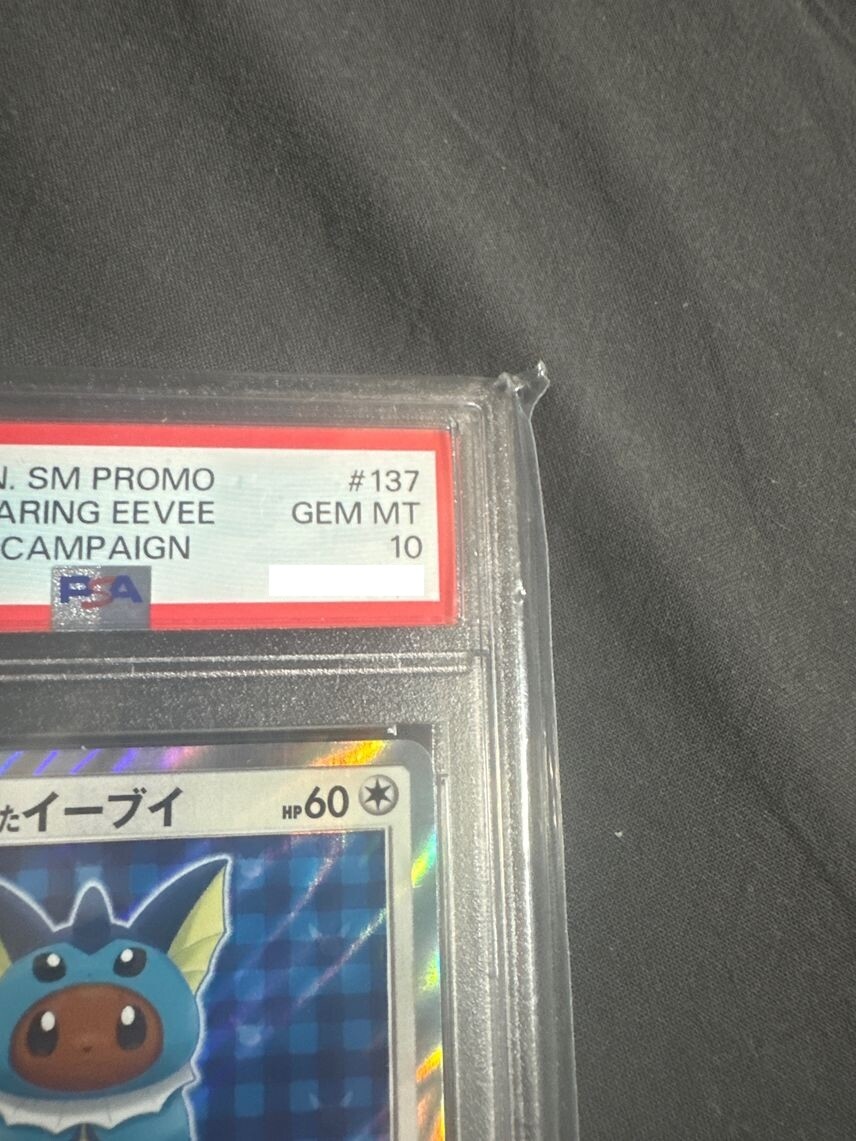 N. SM PROMO #137
ARING EEVEE GEM MT
CAMPAIGN 10
PSA
たイーブイ HP60